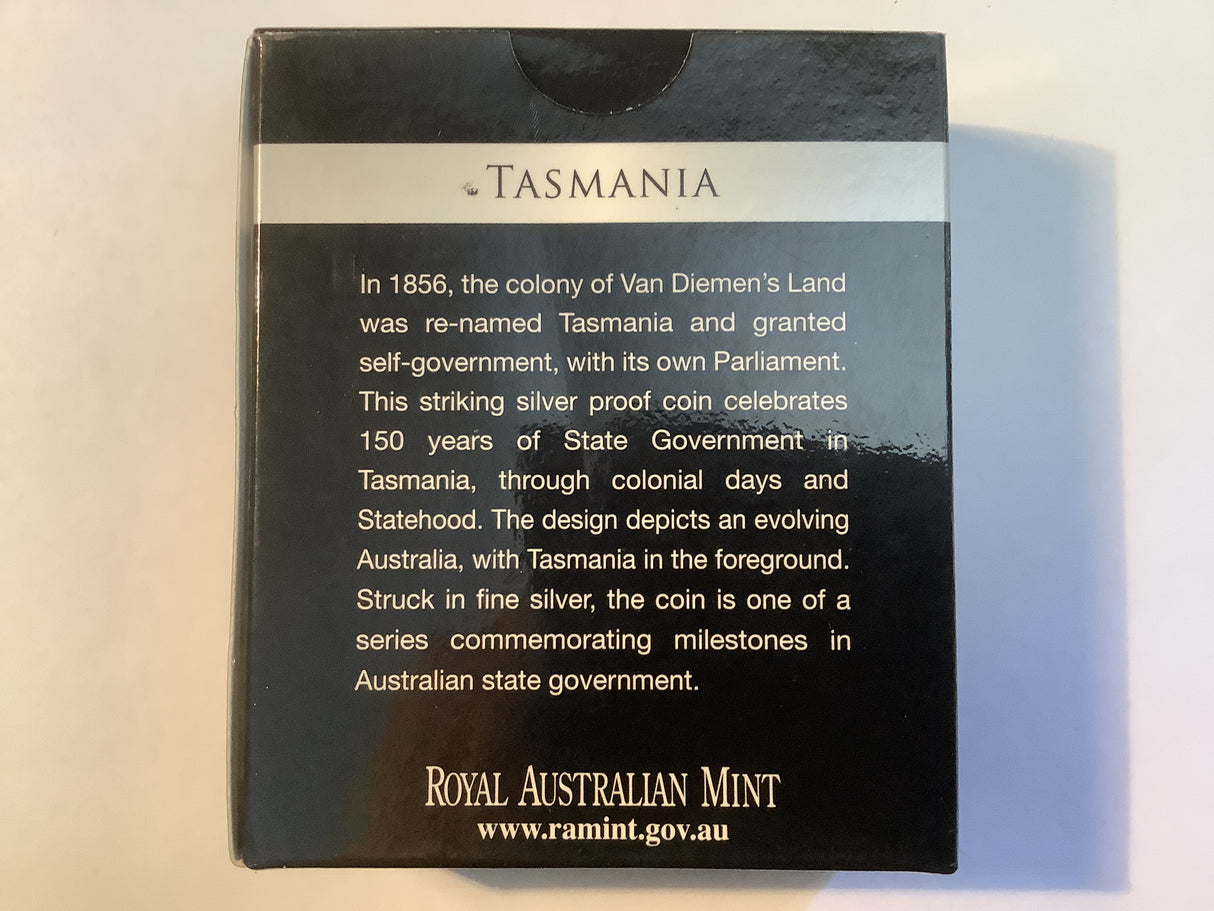 TASMANIA
In 1856, the colony of Van Diemen's Land
was re-named Tasmania and granted
self-government, with its own Parliament.
This striking silver proof coin celebrates
150 years of State Government in
Tasmania, through colonial days and
Statehood. The design depicts an evolving
Australia, with Tasmania in the foreground.
Struck in fine silver, the coin is one of a
series commemorating milestones in
Australian state government.
ROYAL AUSTRALIAN MINT
www.ramint.gov.au